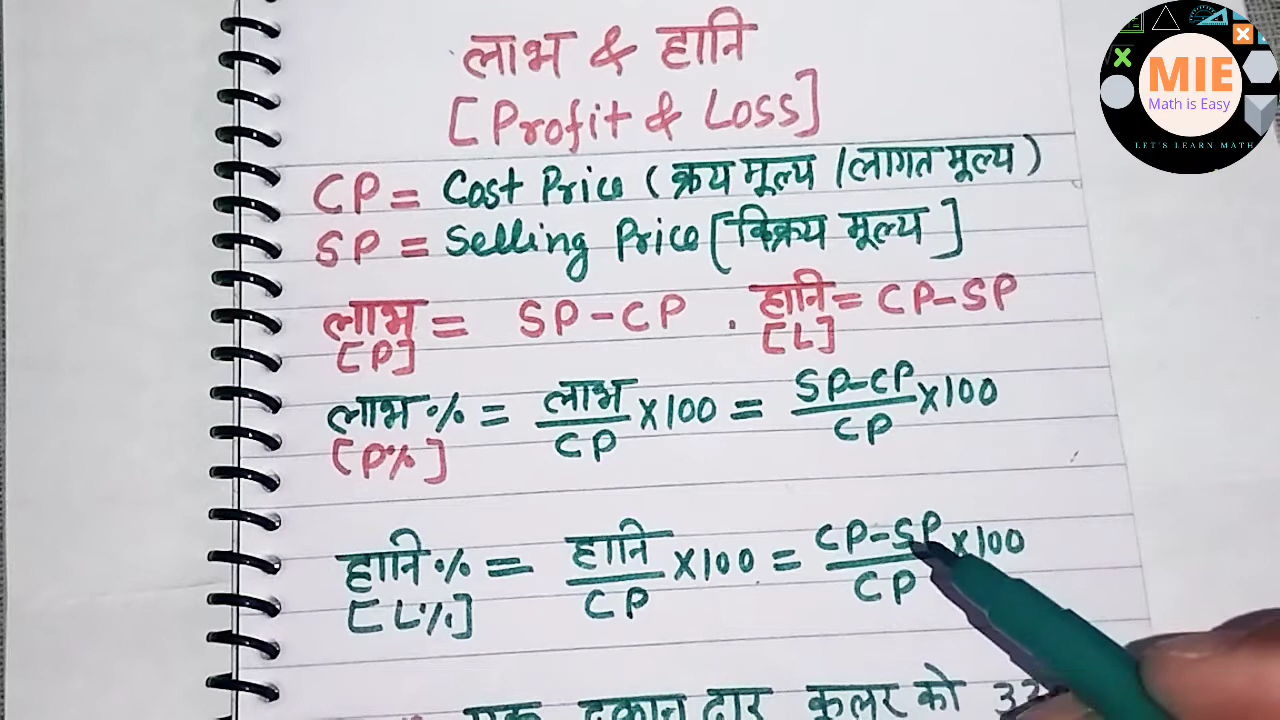 लाभ & हानि
[Profit & Loss]
CP = Cost Price (क्रय मूल्य / लागत मूल्य)
SP = Selling Price [विक्रय मूल्य]
लाभ = SP-CP . हानि = CP-SP
[P] [L]
लाभ % = लाभ/CP ×100 = SP-CP/CP ×100
[P%]
हानि % = हानि/CP ×100 = CP-SP/CP ×100
[L%]
एक दुकानदार कूलर को
MIE
Math is Easy
LET'S LEARN MATH